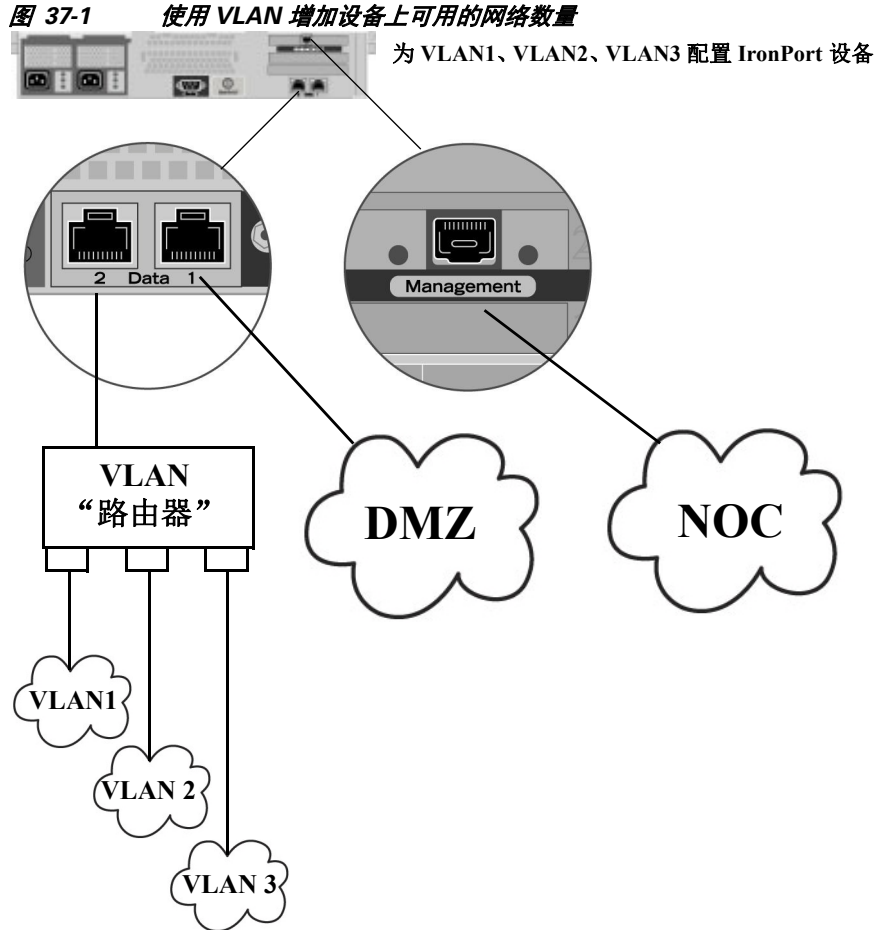 图 37-1 使用 VLAN 增加设备上可用的网络数量
为 VLAN1、VLAN2、VLAN3 配置 IronPort 设备
2 Data 1
Management
VLAN
“路由器”
DMZ
NOC
VLAN1
VLAN 2
VLAN 3